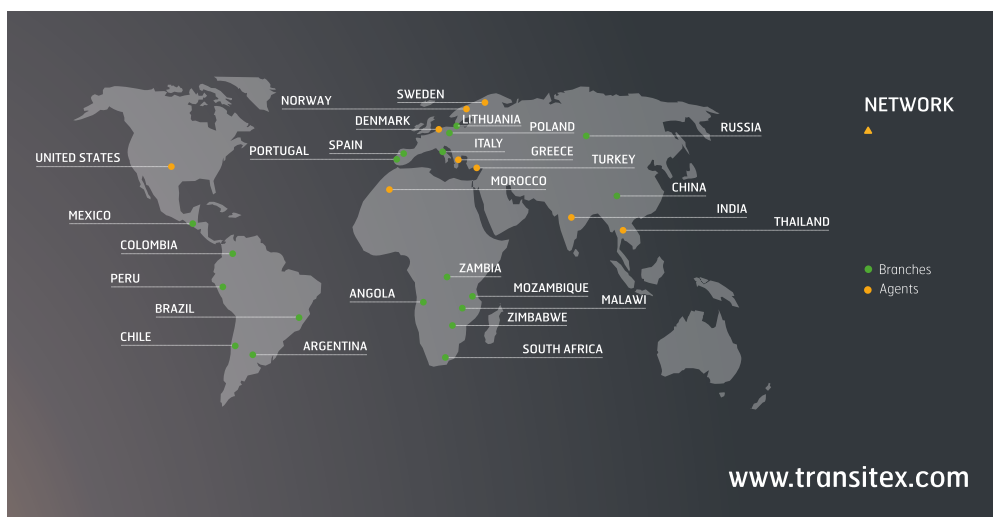 SWEDEN
NORWAY
NETWORK
DENMARK
LITHUANIA
POLAND
RUSSIA
PORTUGAL
SPAIN
ITALY
GREECE
UNITED STATES
TURKEY
MOROCCO
CHINA
MEXICO
INDIA
THAILAND
COLOMBIA
ZAMBIA
Branches
PERU
ANGOLA
MOZAMBIQUE
Agents
BRAZIL
MALAWI
ZIMBABWE
CHILE
ARGENTINA
SOUTH AFRICA
www.transitex.com